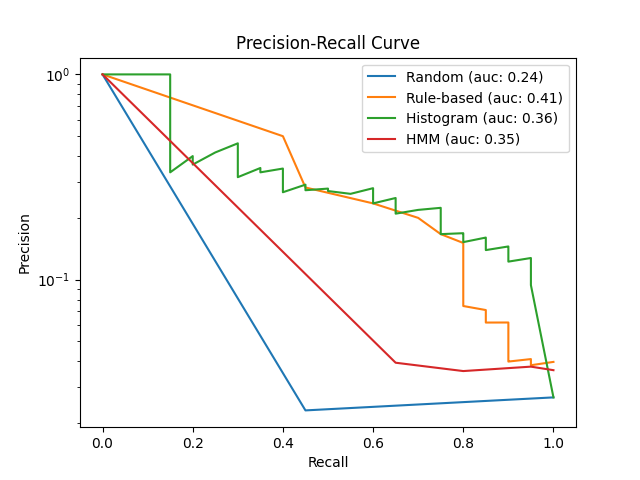 Precision-Recall Curve
10⁰
10⁻¹
Precision
Random (auc: 0.24)
Rule-based (auc: 0.41)
Histogram (auc: 0.36)
HMM (auc: 0.35)
0.0 0.2 0.4 0.6 0.8 1.0
Recall